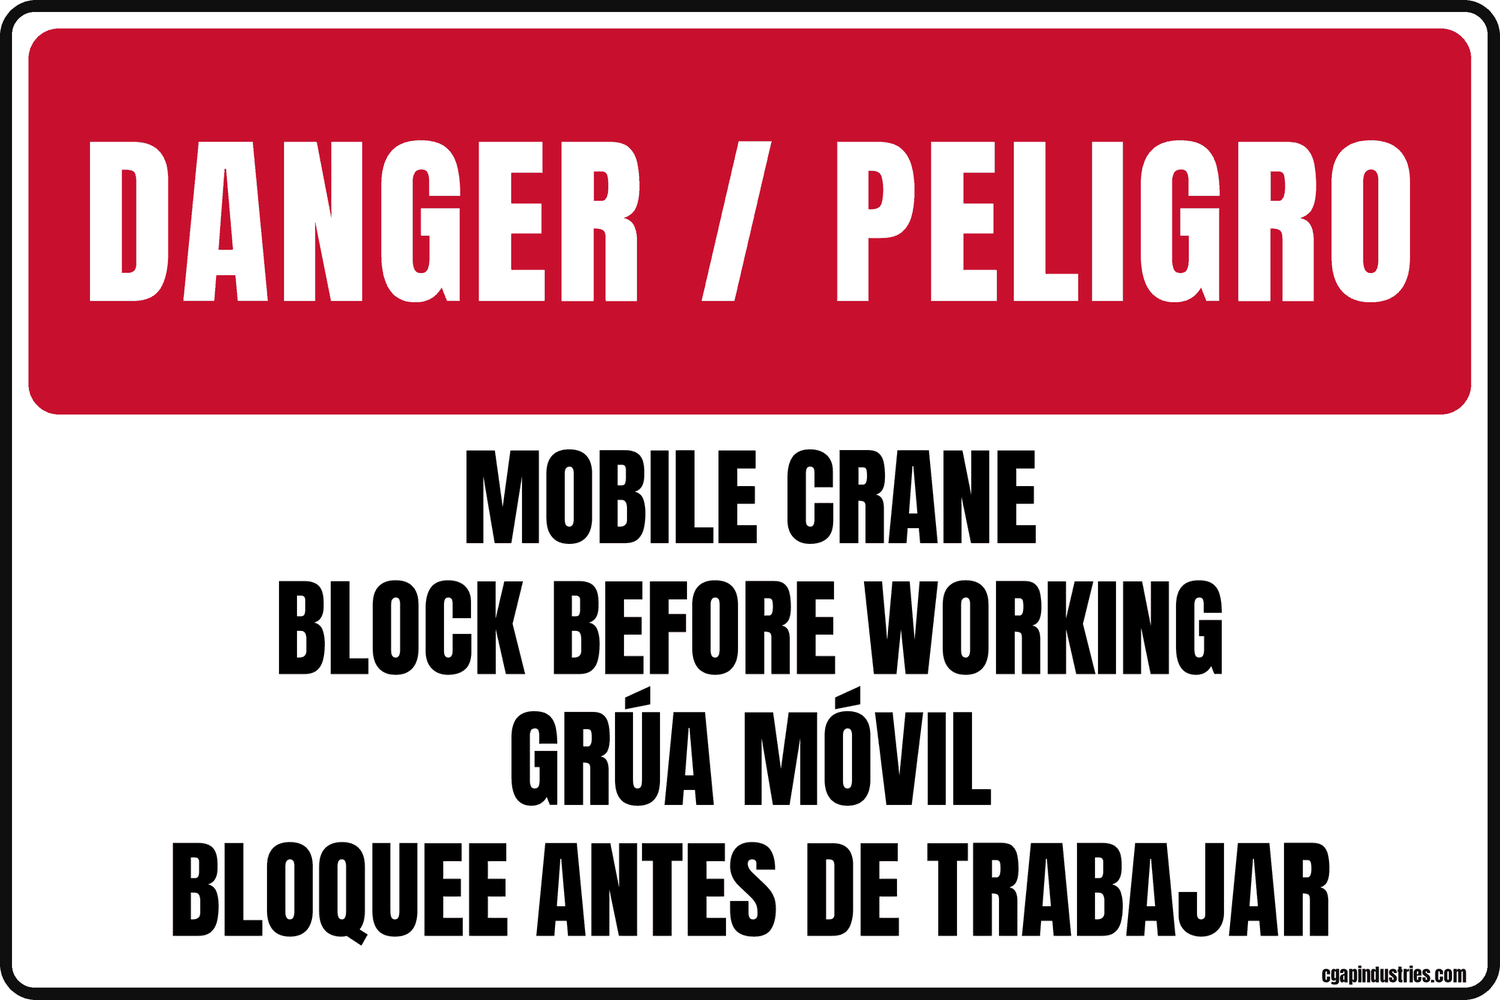 DANGER / PELIGRO
MOBILE CRANE
BLOCK BEFORE WORKING
GRÚA MÓVIL
BLOQUEE ANTES DE TRABAJAR
cgapindustries.com